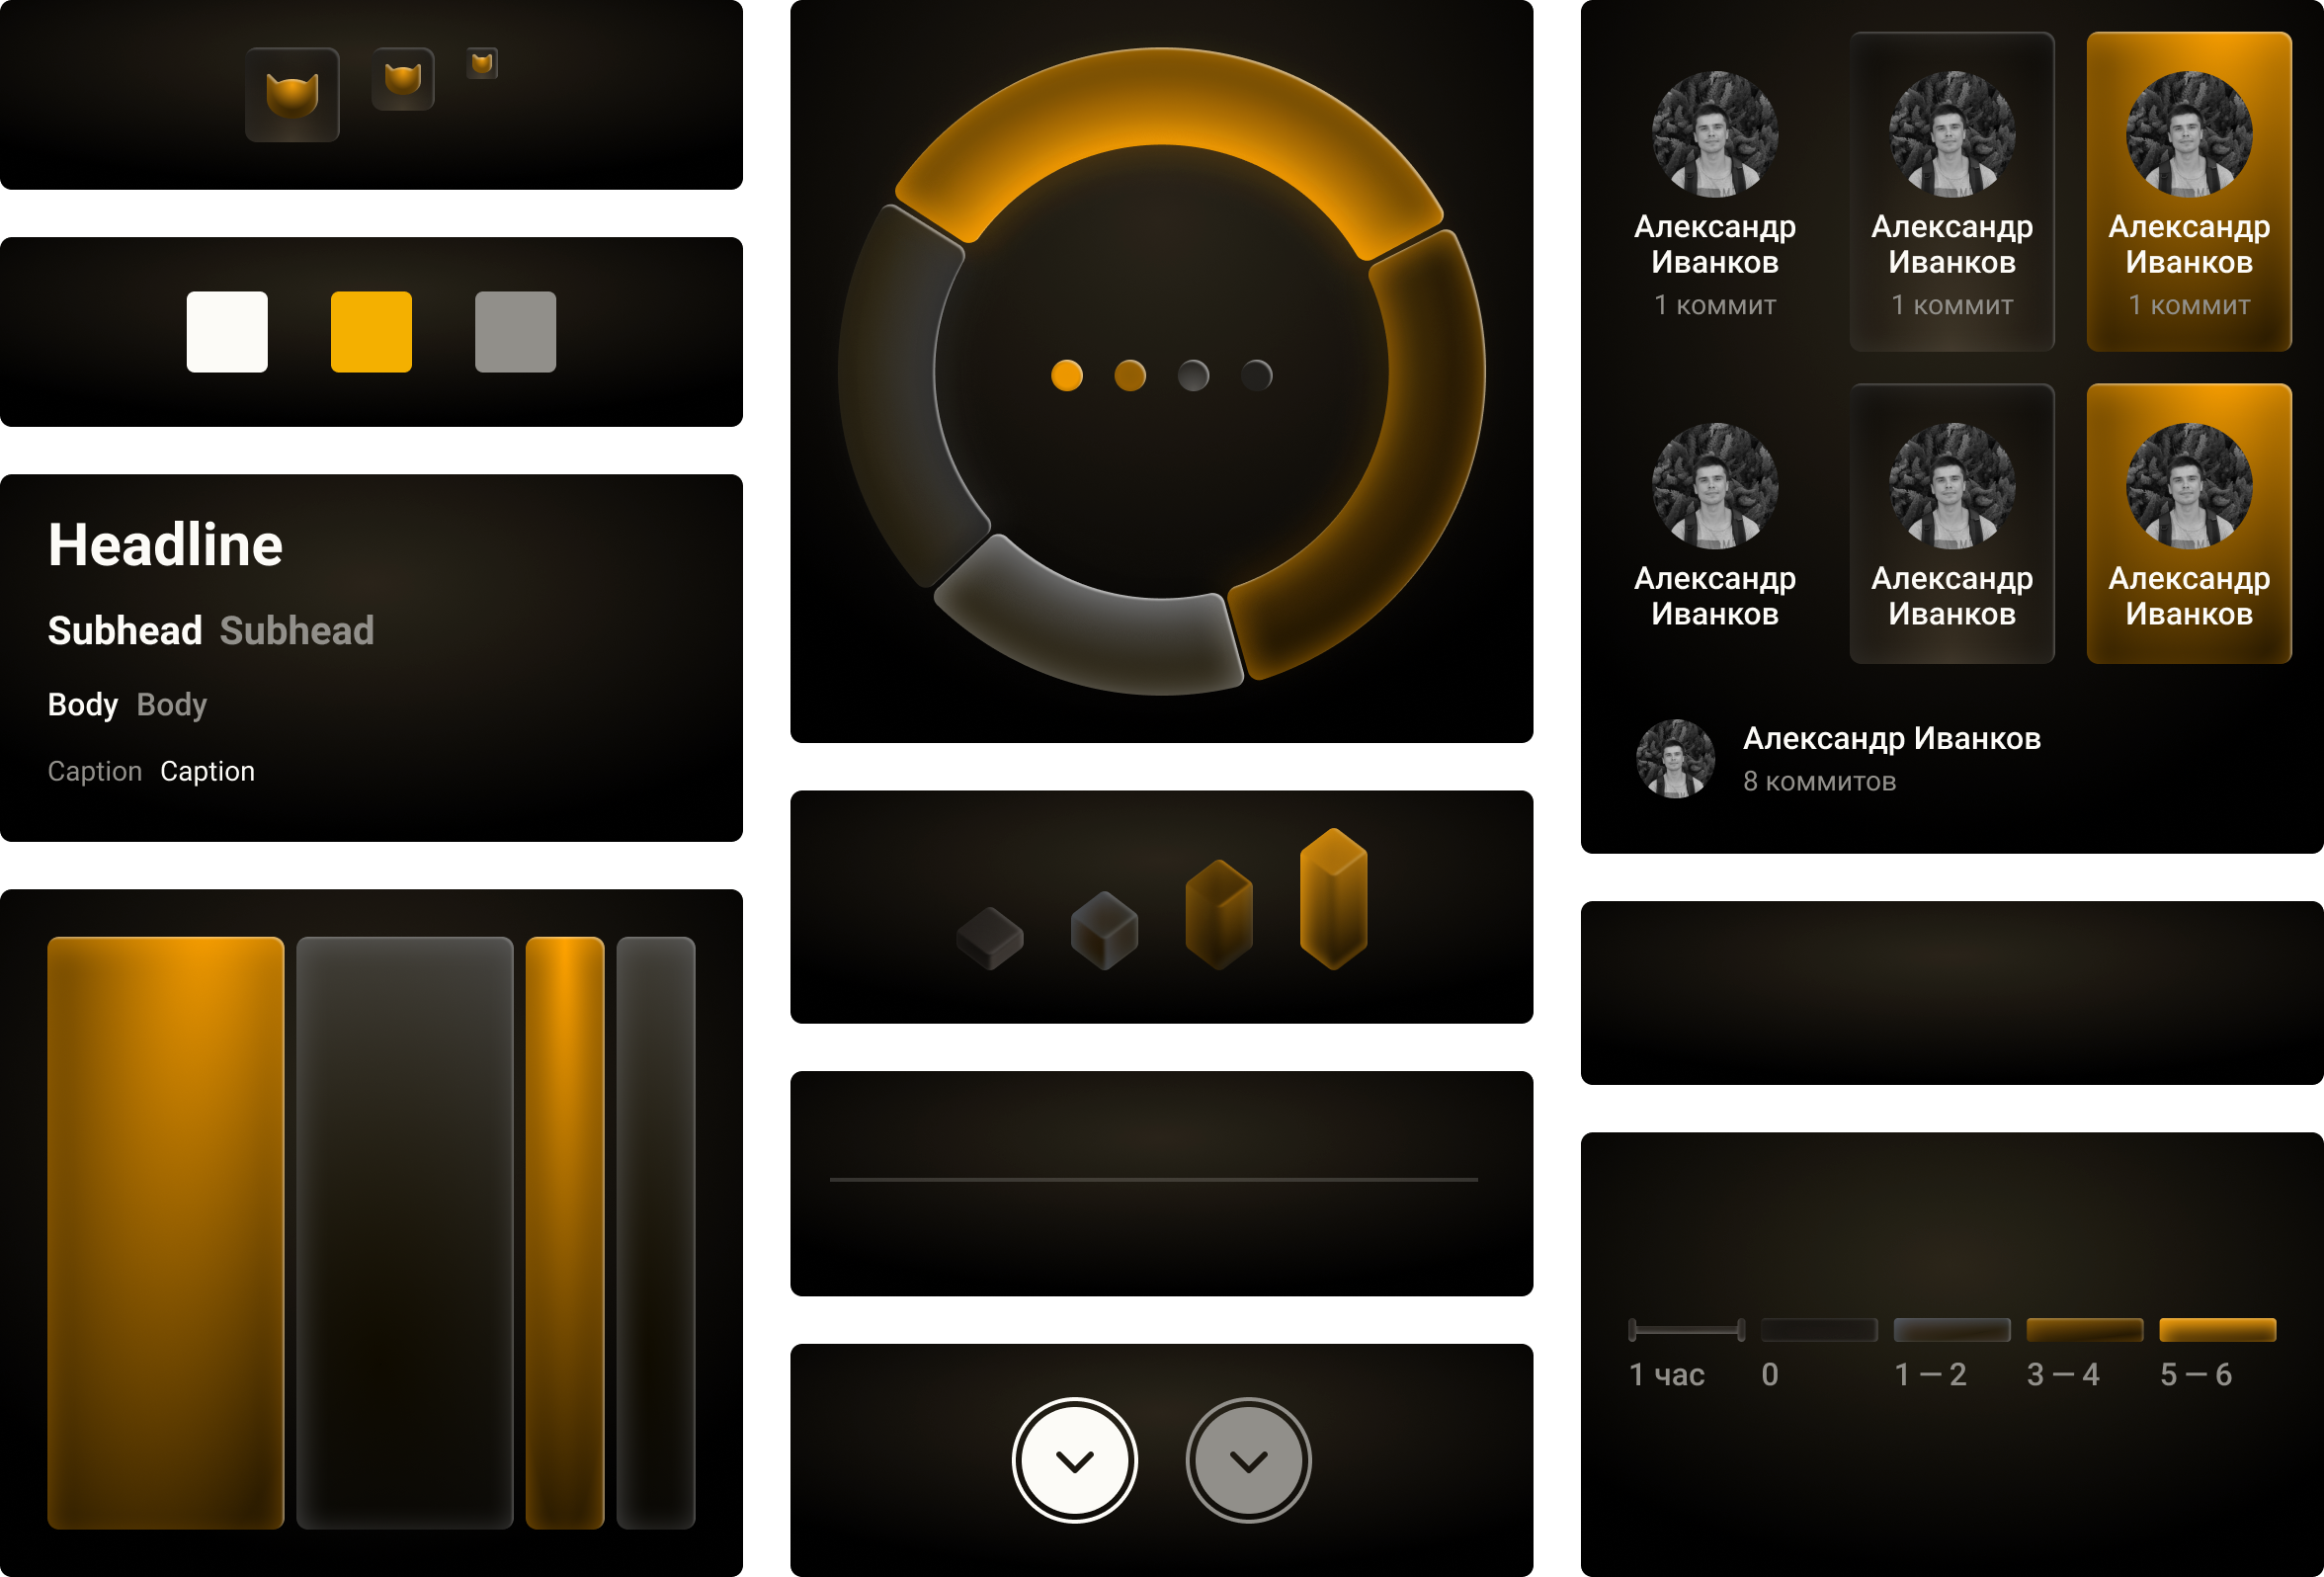 Headline
Subhead Subhead
Body Body
Caption Caption
Александр
Иванков
1 коммит
Александр
Иванков
1 коммит
Александр
Иванков
1 коммит
Александр
Иванков
Александр
Иванков
Александр
Иванков
Александр Иванков
8 коммитов
1 час
0
1 — 2
3 — 4
5 — 6